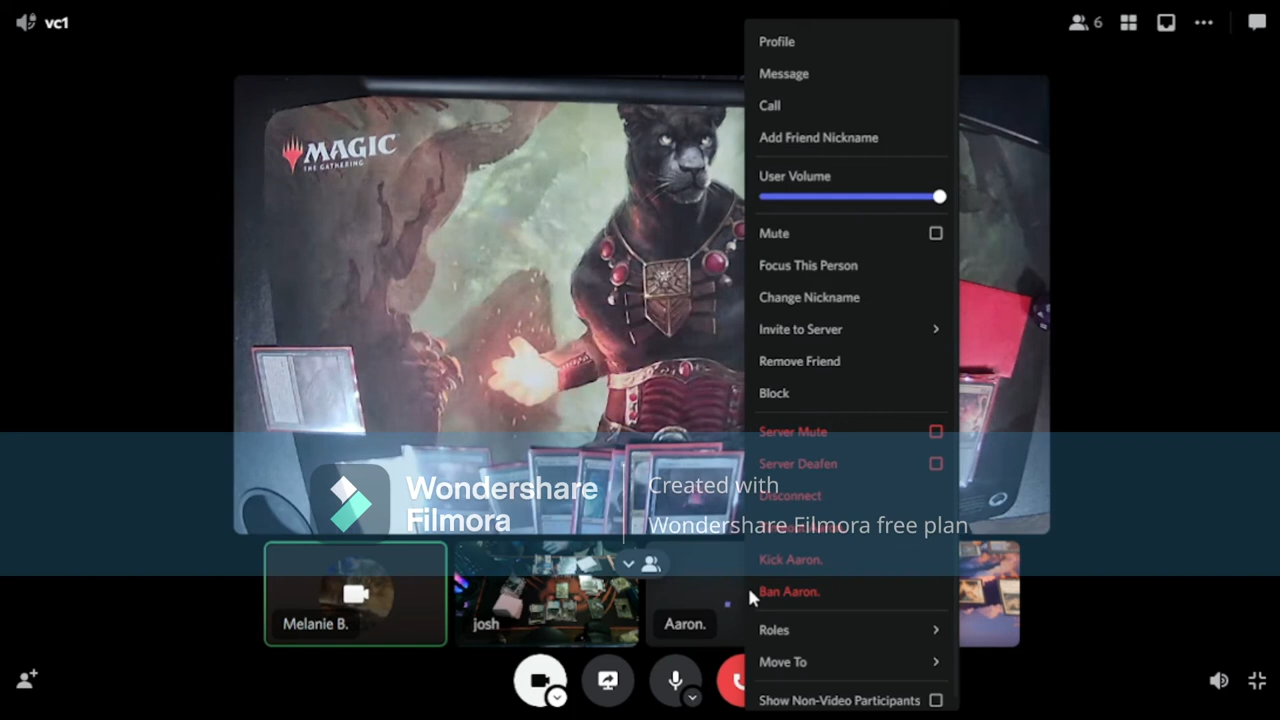 vc1
6
MAGIC
THE GATHERING
Profile
Message
Call
Add Friend Nickname
User Volume
Mute
Focus This Person
Change Nickname
Invite to Server
Remove Friend
Block
Server Mute
Server Deafen
Disconnect
Kick Aaron.
Ban Aaron.
Roles
Move To
Show Non-Video Participants
Wondershare
Filmora
Created with
Wondershare Filmora free plan
Melanie B.
josh
Aaron.